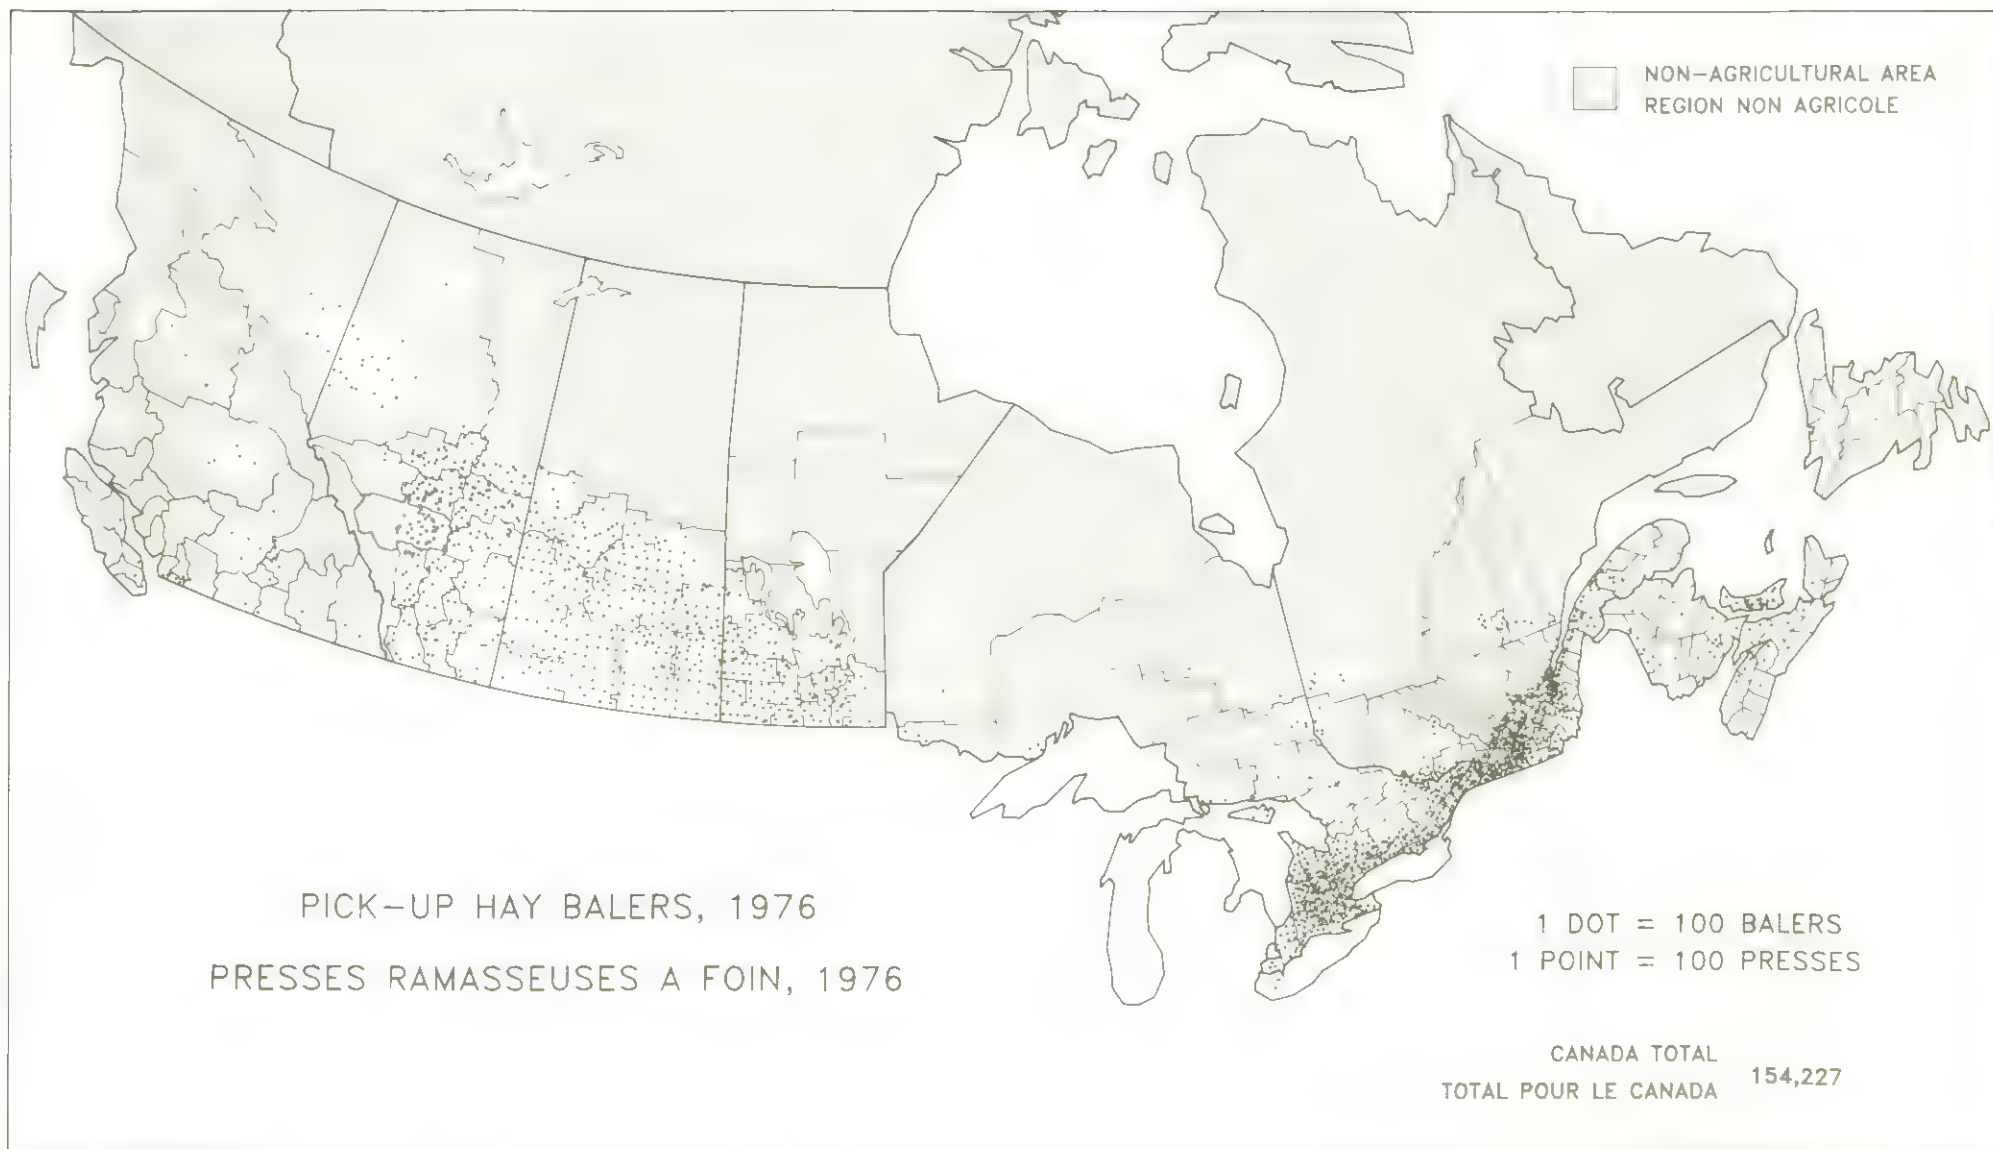 NON-AGRICULTURAL AREA
REGION NON AGRICOLE
PICK-UP HAY BALERS, 1976
PRESSES RAMASSEUSES A FOIN, 1976
1 DOT = 100 BALERS
1 POINT = 100 PRESSES
CANADA TOTAL
TOTAL POUR LE CANADA 154,227